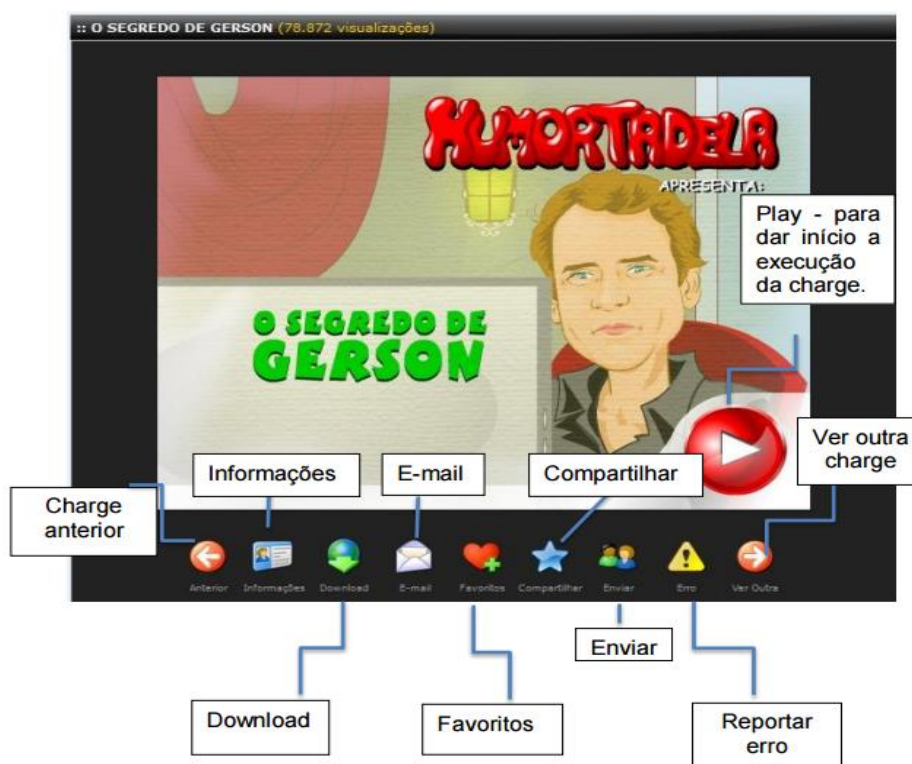 :: O SEGREDO DE GERSON (78.872 visualizações)
HUMORTADELA
APRESENTA:
Play - para
dar início a
execução
da charge.
O SEGREDO DE
GERSON
Ver outra
charge
Informações
E-mail
Compartilhar
Charge
anterior
Anterior
Informações
Download
E-mail
Favoritos
Compartilhar
Enviar
Erro
Ver Outra
Enviar
Download
Favoritos
Reportar
erro